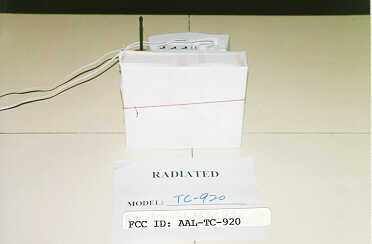 RADIATED
MODEL: TC-920
FCC ID: AAL-TC-920